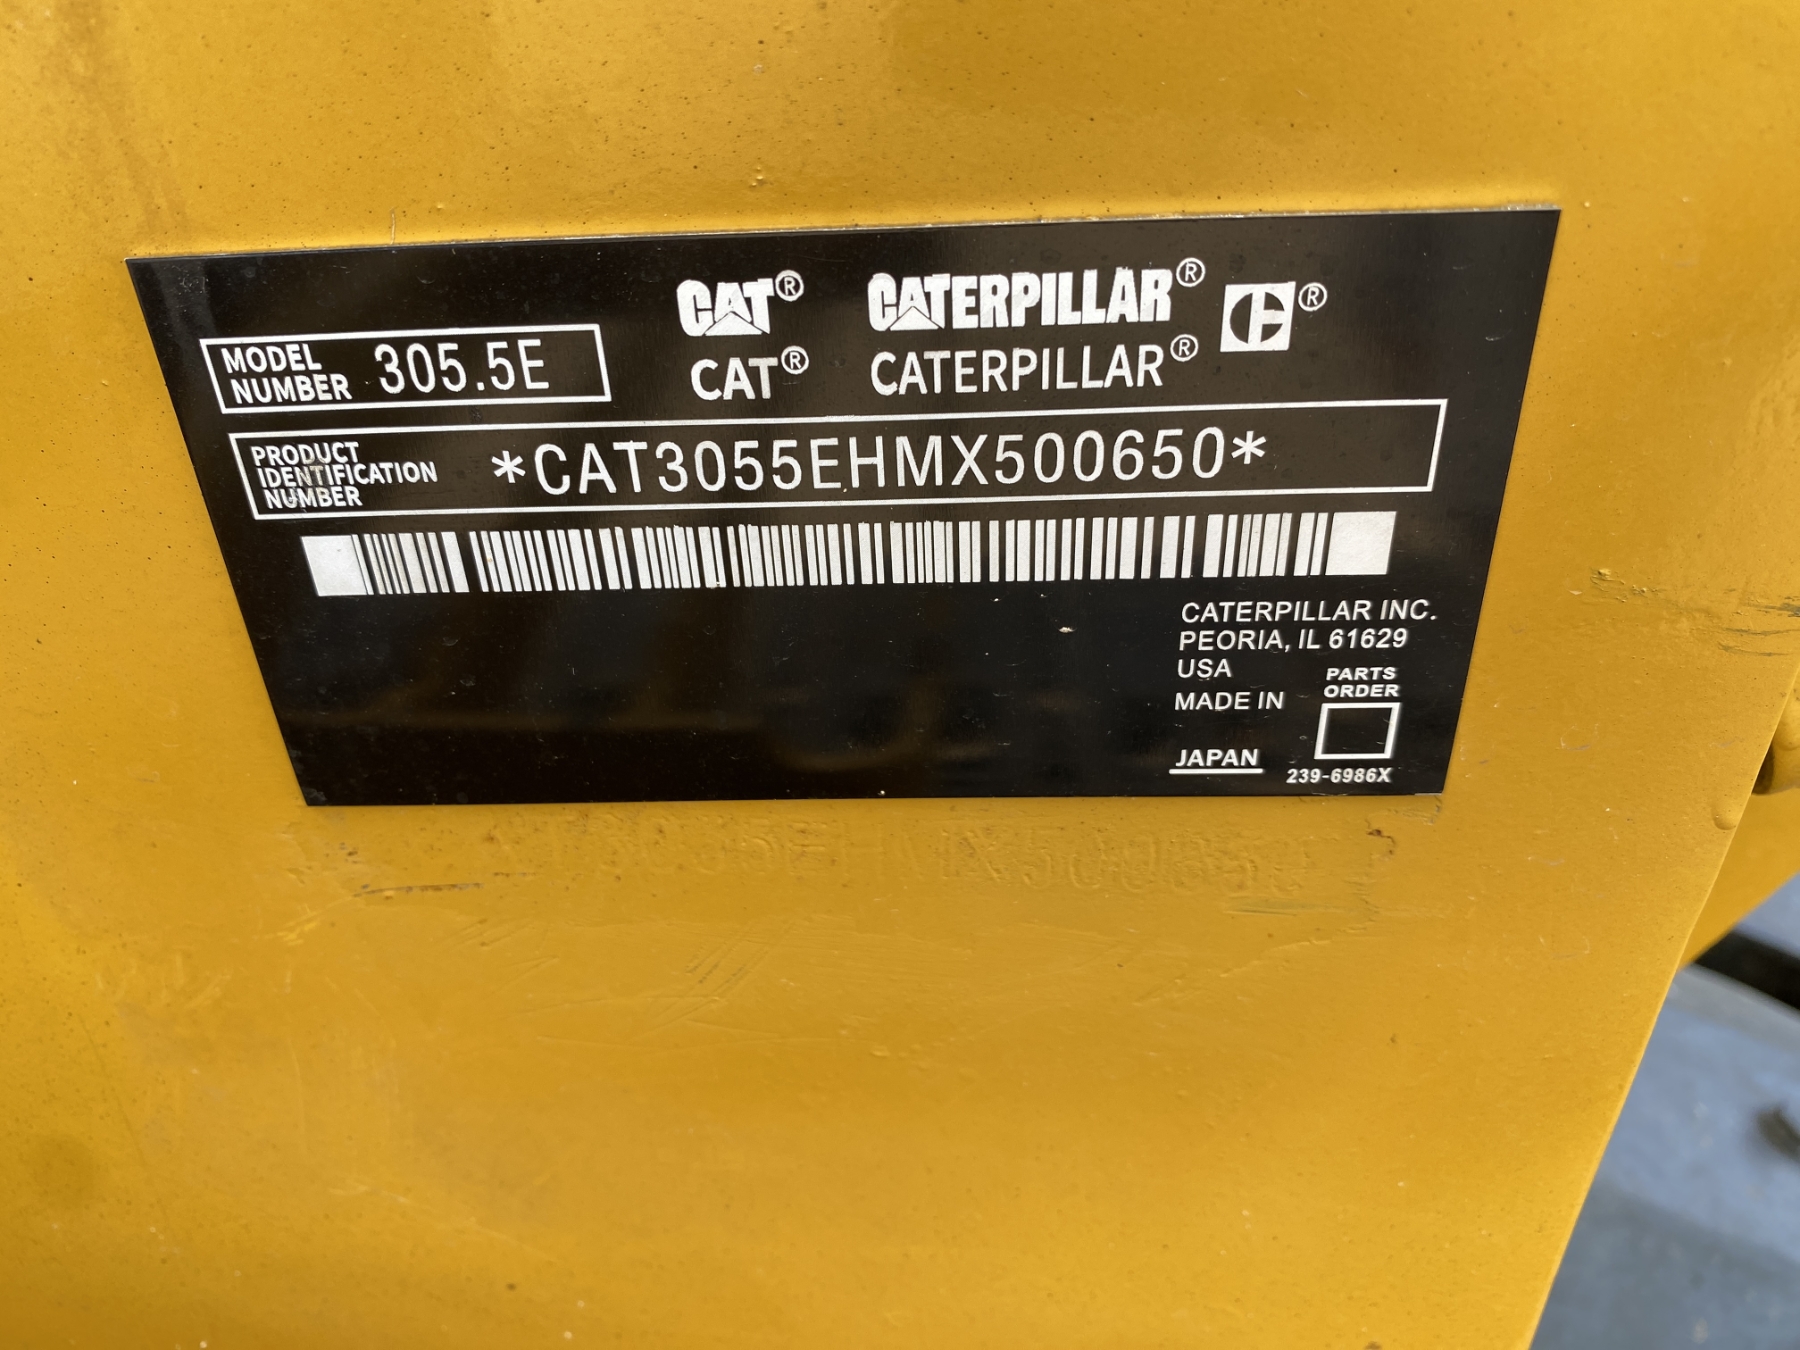 CAT® CATERPILLAR® C®
CAT® CATERPILLAR®
MODEL NUMBER 305.5E
PRODUCT IDENTIFICATION NUMBER *CAT3055EHMX500650*
CATERPILLAR INC.
PEORIA, IL 61629
USA
MADE IN
JAPAN
PARTS
ORDER
239-6986X